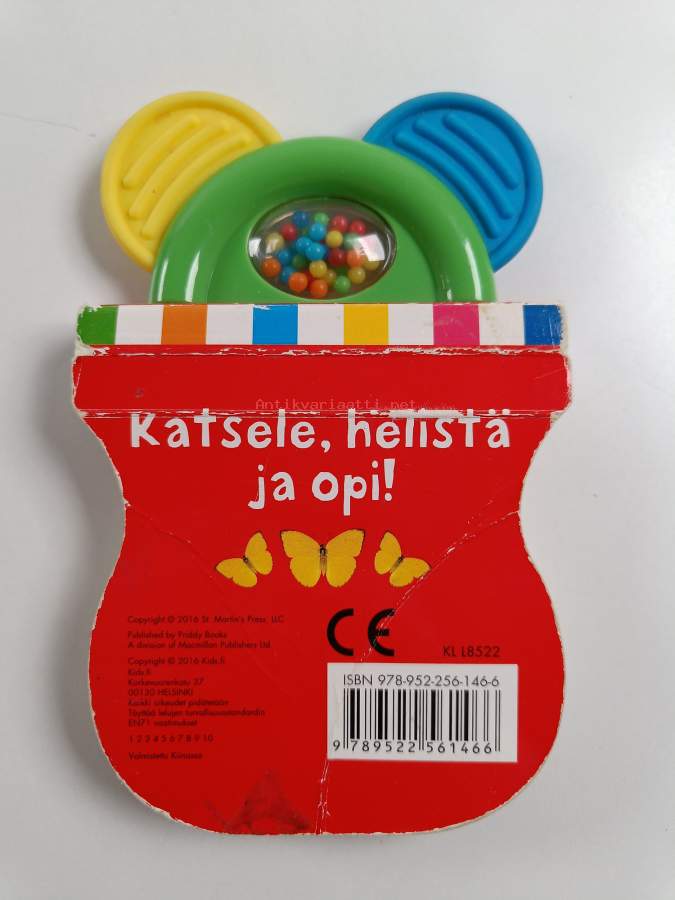 Antikvariaatti.net
Katsele, helistä
ja opi!
Copyright © 2016 St. Martin's Press, LLC
Published by Priddy Books
A division of Macmillan Publishers Ltd
Copyright © 2016 Kids.fi
Kids.fi
Korkeavuorenkatu 37
00130 HELSINKI
Kaikki oikeudet pidätetään
Täyttää lelujen turvallisuusstandardin
EN71 vaatimukset
1 2 3 4 5 6 7 8 9 10
Valmistettu Kiinassa
CE
KL L8522
ISBN 978-952-256-146-6
9 789522 561466